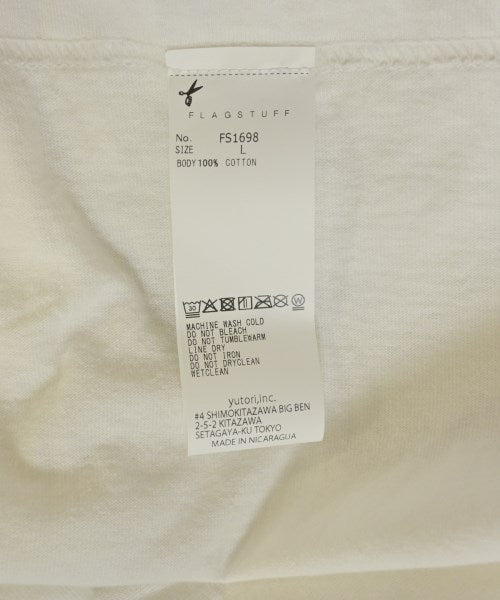 FLAGSTUFF
No. FS1698
SIZE L
BODY 100% COTTON
30 W
MACHINE WASH COLD
DO NOT BLEACH
DO NOT TUMBLEWARM
LINE DRY
DO NOT IRON
DO NOT DRYCLEAN
WETCLEAN
yutori,inc.
#4 SHIMOKITAZAWA BIG BEN
2-5-2 KITAZAWA
SETAGAYA-KU TOKYO
MADE IN NICARAGUA